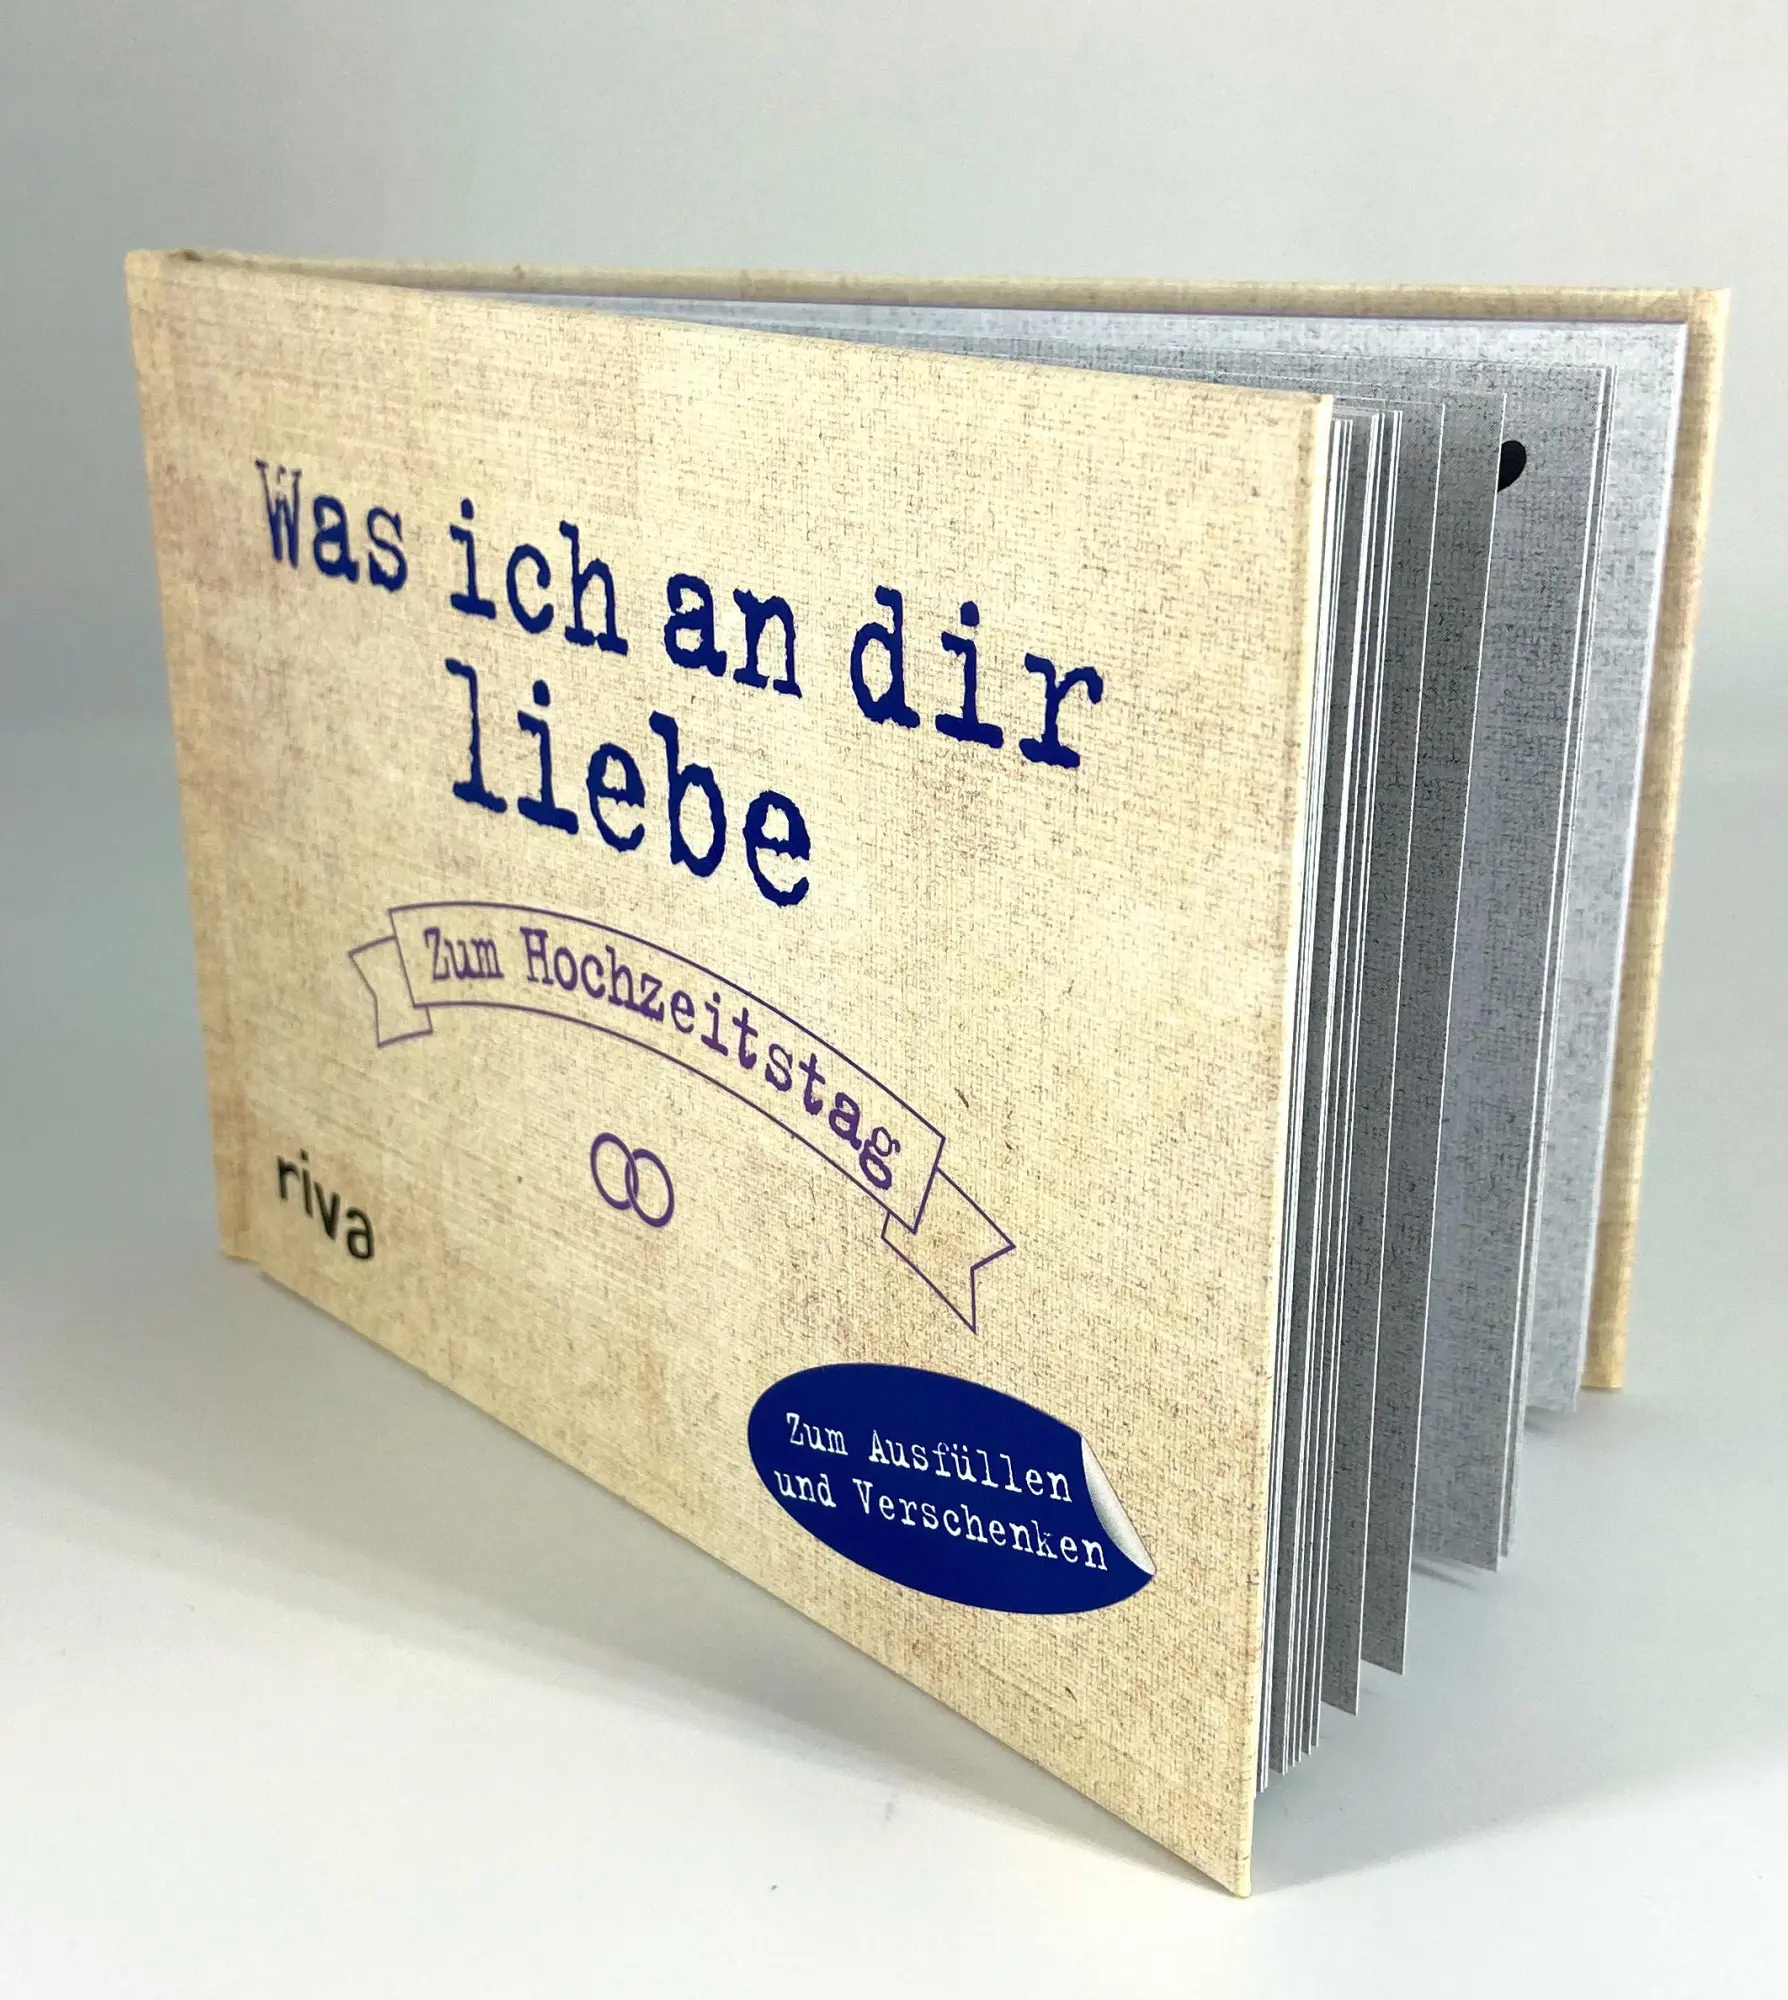 Was ich an dir
liebe
Zum Hochzeitstag
riva
Zum Ausfüllen
und Verschenken